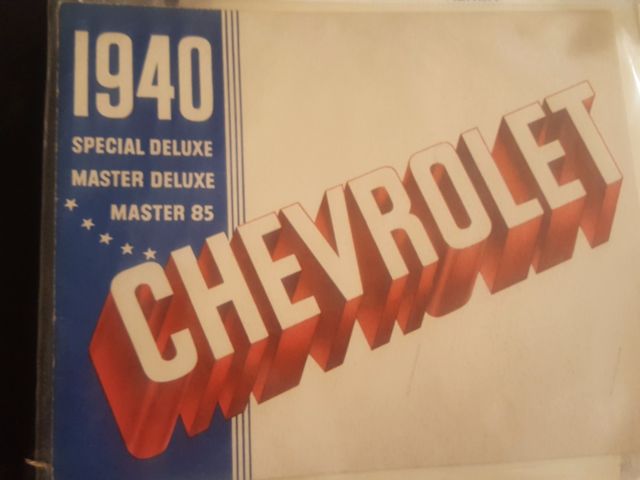 1940
SPECIAL DELUXE
MASTER DELUXE
MASTER 85
CHEVROLET